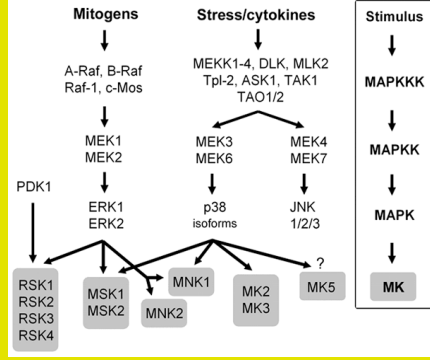 Mitogens
Stress/cytokines
Stimulus
A-Raf, B-Raf
Raf-1, c-Mos
MEKK1-4, DLK, MLK2
Tpl-2, ASK1, TAK1
TAO1/2
MAPKKK
MEK1
MEK2
MEK3
MEK6
MEK4
MEK7
MAPKK
PDK1
ERK1
ERK2
p38
isoforms
JNK
1/2/3
MAPK
?
RSK1
RSK2
RSK3
RSK4
MSK1
MSK2
MNK1
MNK2
MK2
MK3
MK5
MK